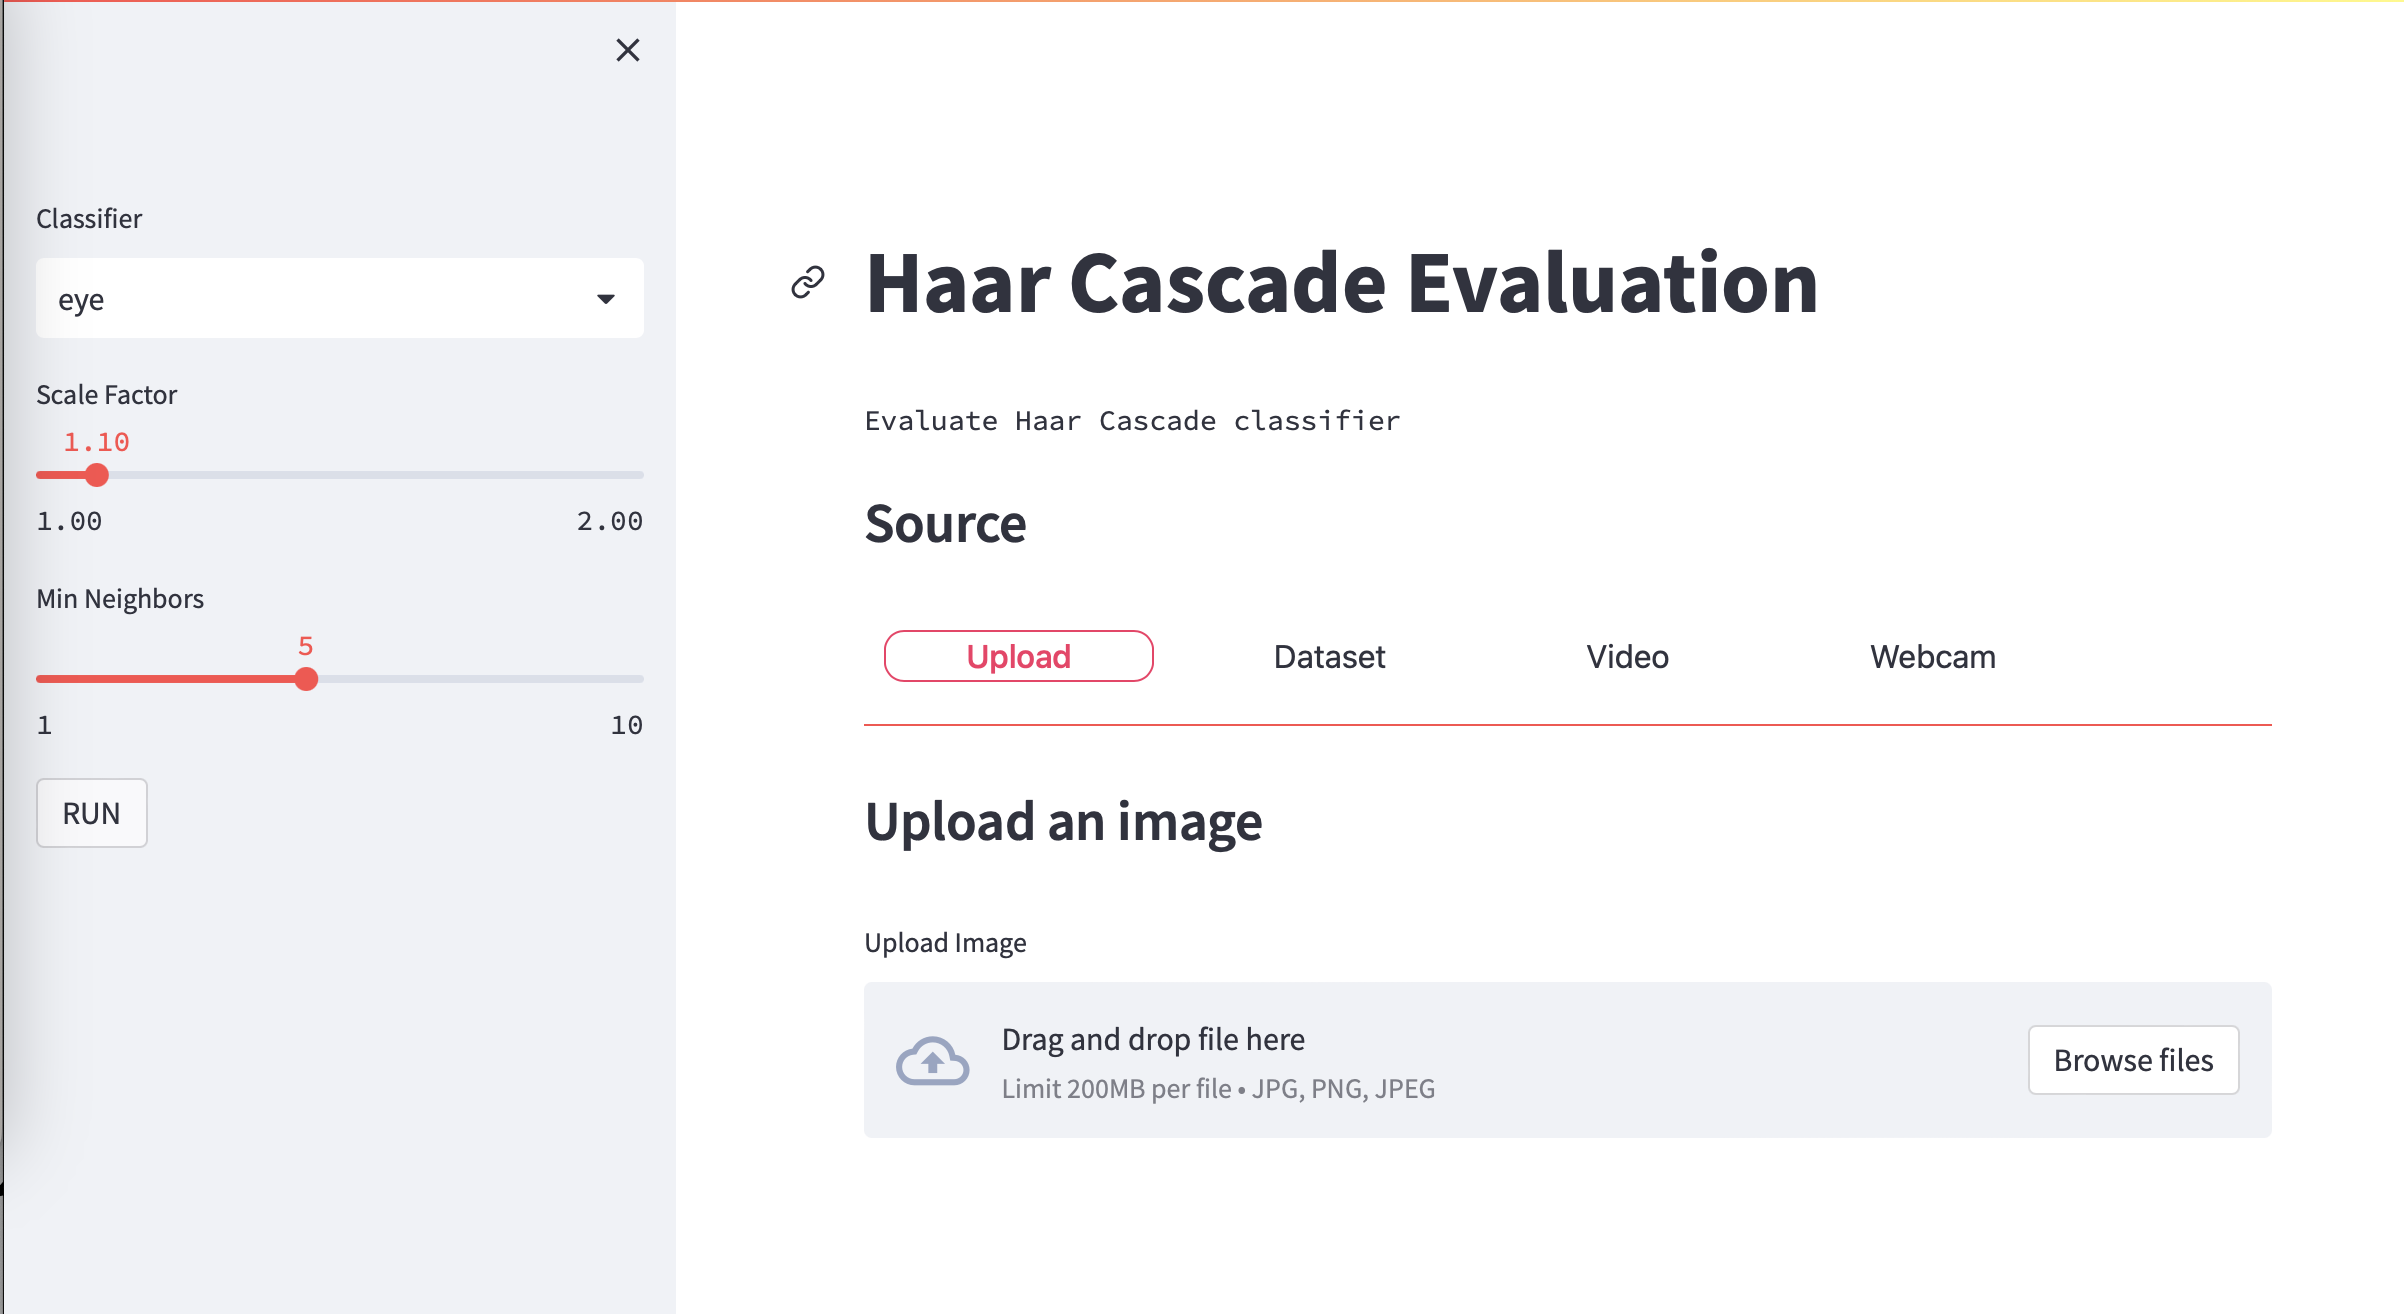 Classifier
eye
Scale Factor
1.10
1.00 2.00
Min Neighbors
5
1 10
RUN
Haar Cascade Evaluation
Evaluate Haar Cascade classifier
Source
Upload Dataset Video Webcam
Upload an image
Upload Image
Drag and drop file here
Limit 200MB per file • JPG, PNG, JPEG
Browse files